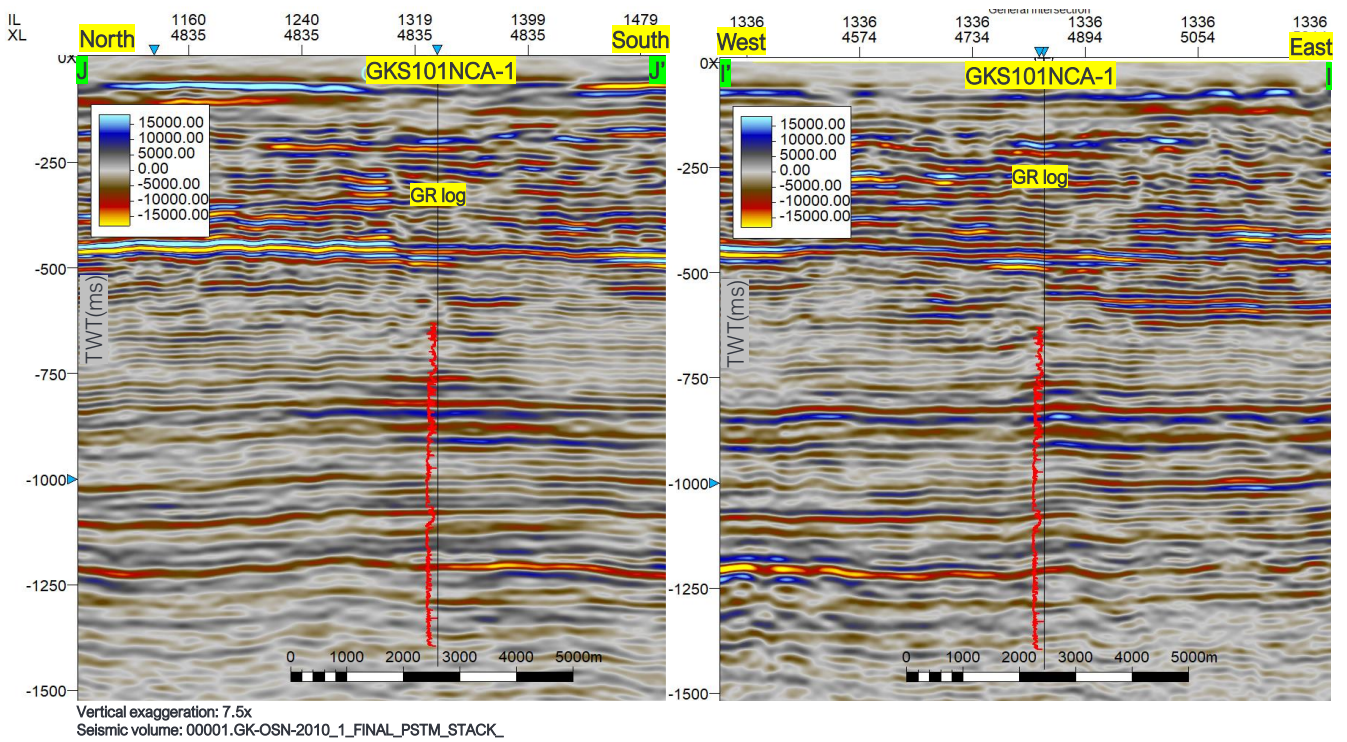 IL 1160 1240 1319 1399 1479
XL 4835 4835 4835 4835
North South
J J'
GKS101NCA-1
0X
15000.00
10000.00
5000.00
0.00
-5000.00
-10000.00
-15000.00
-250
GR log
-500
TWT(ms)
-750
-1000
-1250
0 1000 2000 3000 4000 5000m
-1500
General Intersection
1336 1336 1336 1336 1336 1336
4574 4734 4894 5054
West East
I' I
GKS101NCA-1
0X
15000.00
10000.00
5000.00
0.00
-5000.00
-10000.00
-15000.00
-250
GR log
-500
TWT(ms)
-750
-1000
-1250
0 1000 2000 3000 4000 5000m
-1500
Vertical exaggeration: 7.5x
Seismic volume: 00001.GK-OSN-2010_1_FINAL_PSTM_STACK_